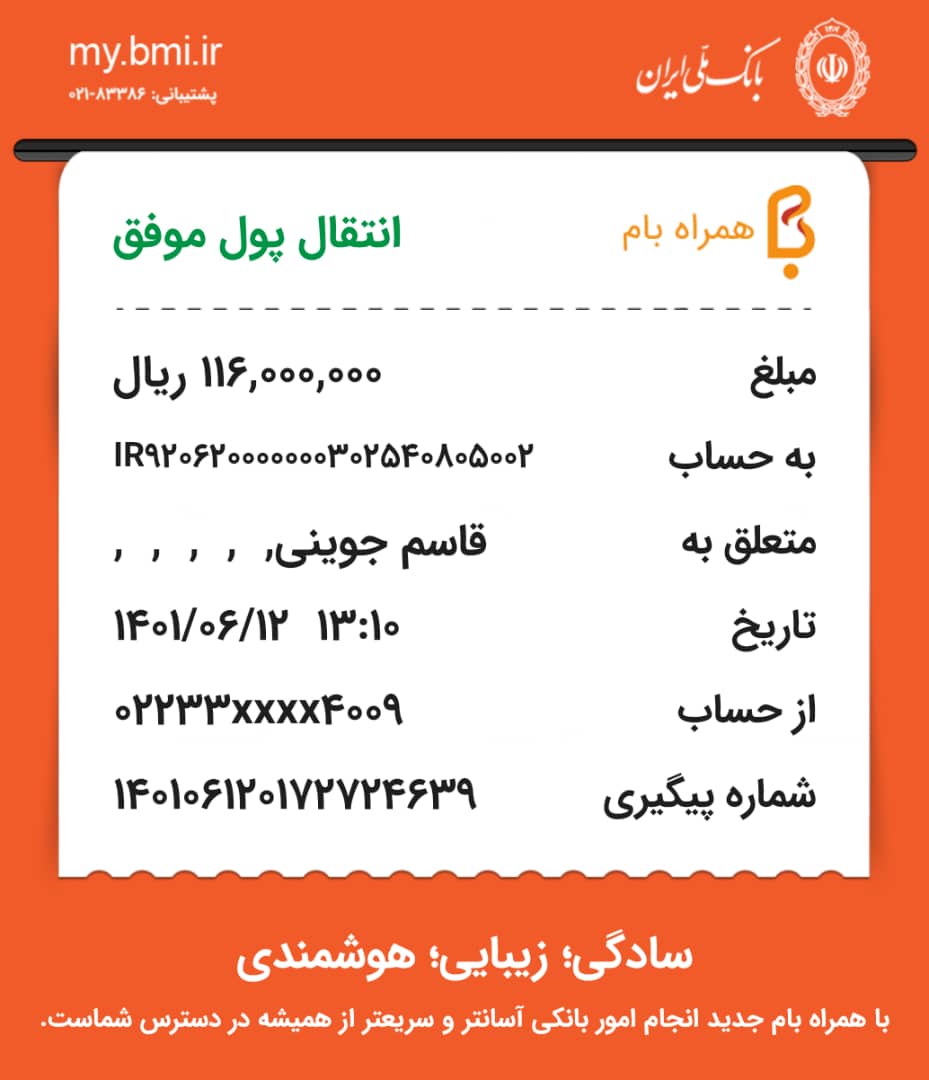 بانک ملّی ایران
my.bmi.ir
پشتیبانی: ۸۳۳۸۶-۰۲۱
همراه بام
انتقال پول موفق
مبلغ ۱۱۶,۰۰۰,۰۰۰ ریال
به حساب IR۹۲۰۶۲۰۰۰۰۰۰۰۳۰۲۵۴۰۸۰۵۰۰۲
متعلق به قاسم جوینی, , , , ,
تاریخ ۱۴۰۱/۰۶/۱۲ ۱۳:۱۰
از حساب ۰۲۲۳۳xxxx۴۰۰۹
شماره پیگیری ۱۴۰۱۰۶۱۲۰۱۷۲۷۲۴۶۳۹
سادگی؛ زیبایی؛ هوشمندی
با همراه بام جدید انجام امور بانکی آسانتر و سریعتر از همیشه در دسترس شماست.